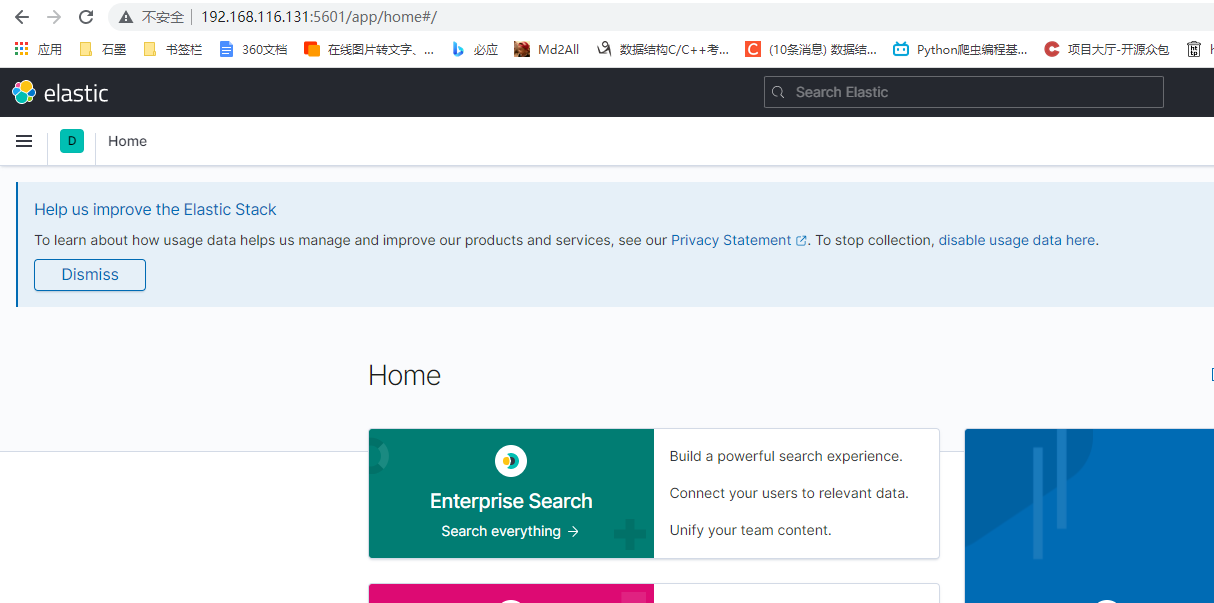 不安全 192.168.116.131:5601/app/home#/
应用 石墨 书签栏 360文档 在线图片转文字、... 必应 Md2All 数据结构C/C++考... (10条消息) 数据结... Python爬虫编程基... 项目大厅-开源众包
elastic Search Elastic
D Home
Help us improve the Elastic Stack
To learn about how usage data helps us manage and improve our products and services, see our Privacy Statement. To stop collection, disable usage data here.
Dismiss
Home
Enterprise Search
Search everything →
Build a powerful search experience.
Connect your users to relevant data.
Unify your team content.